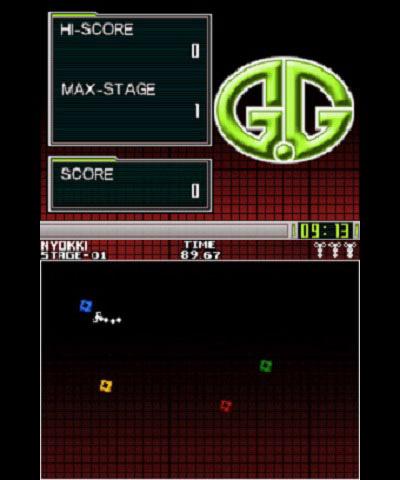 HI-SCORE
0
MAX-STAGE
1
G.G
SCORE
0
09:13
NYOKKI TIME
STAGE-01 89.67